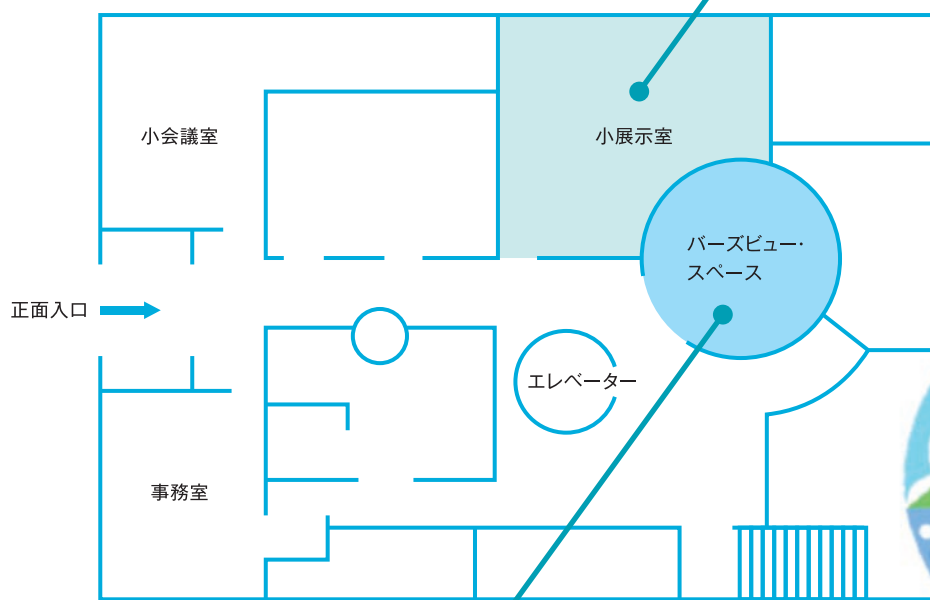 小会議室
小展示室
バーズビュー・
スペース
正面入口
エレベーター
事務室